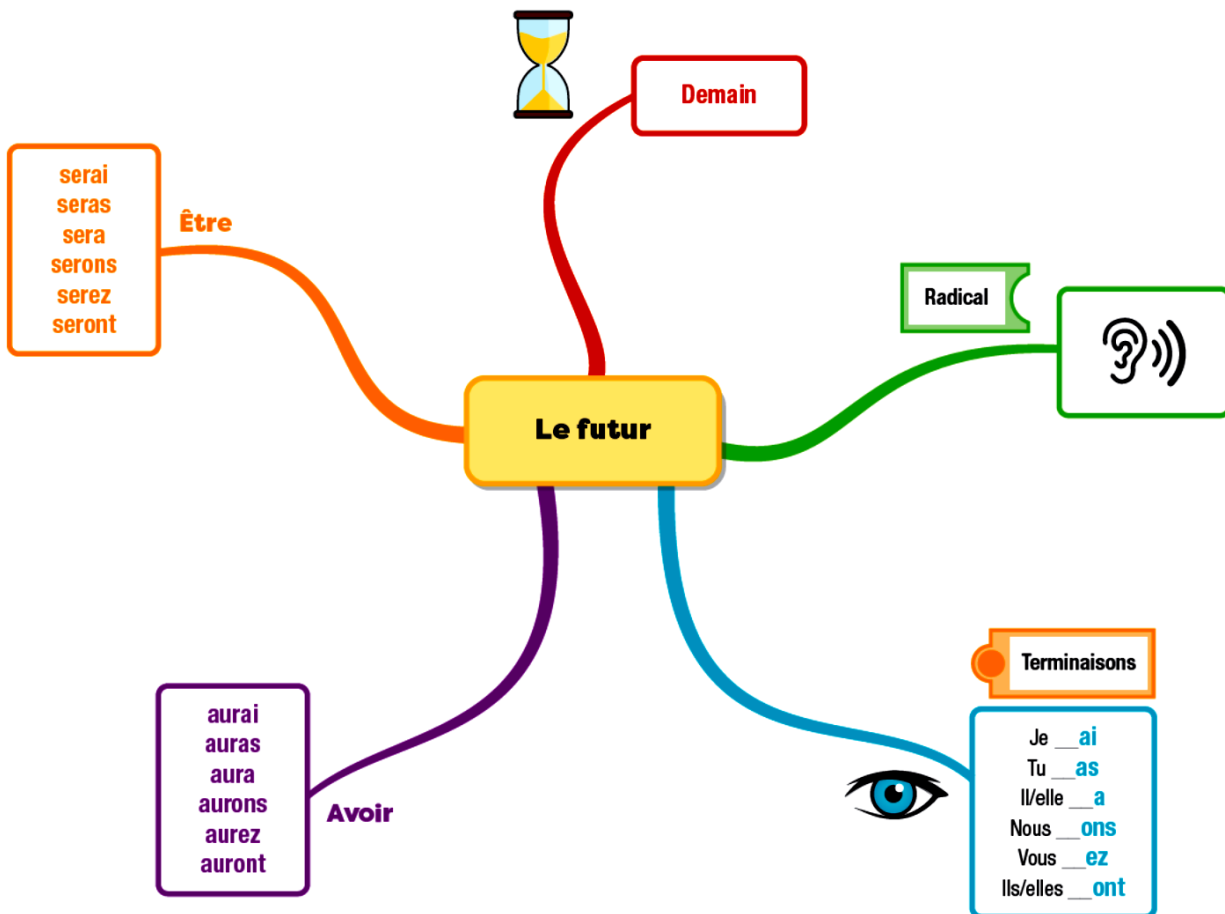 Demain
Être
serai
seras
sera
serons
serez
seront
Radical
Le futur
Terminaisons
Je __ai
Tu __as
Il/elle __a
Nous __ons
Vous __ez
Ils/elles __ont
Avoir
aurai
auras
aura
aurons
aurez
auront